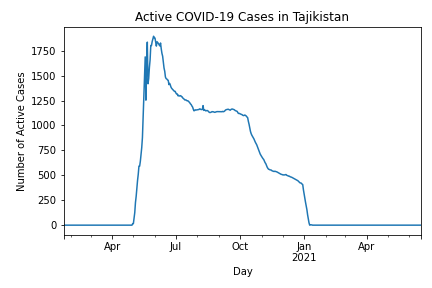 Active COVID-19 Cases in Tajikistan
Number of Active Cases
1750
1500
1250
1000
750
500
250
0
Apr
Jul
Oct
Jan
2021
Apr
Day